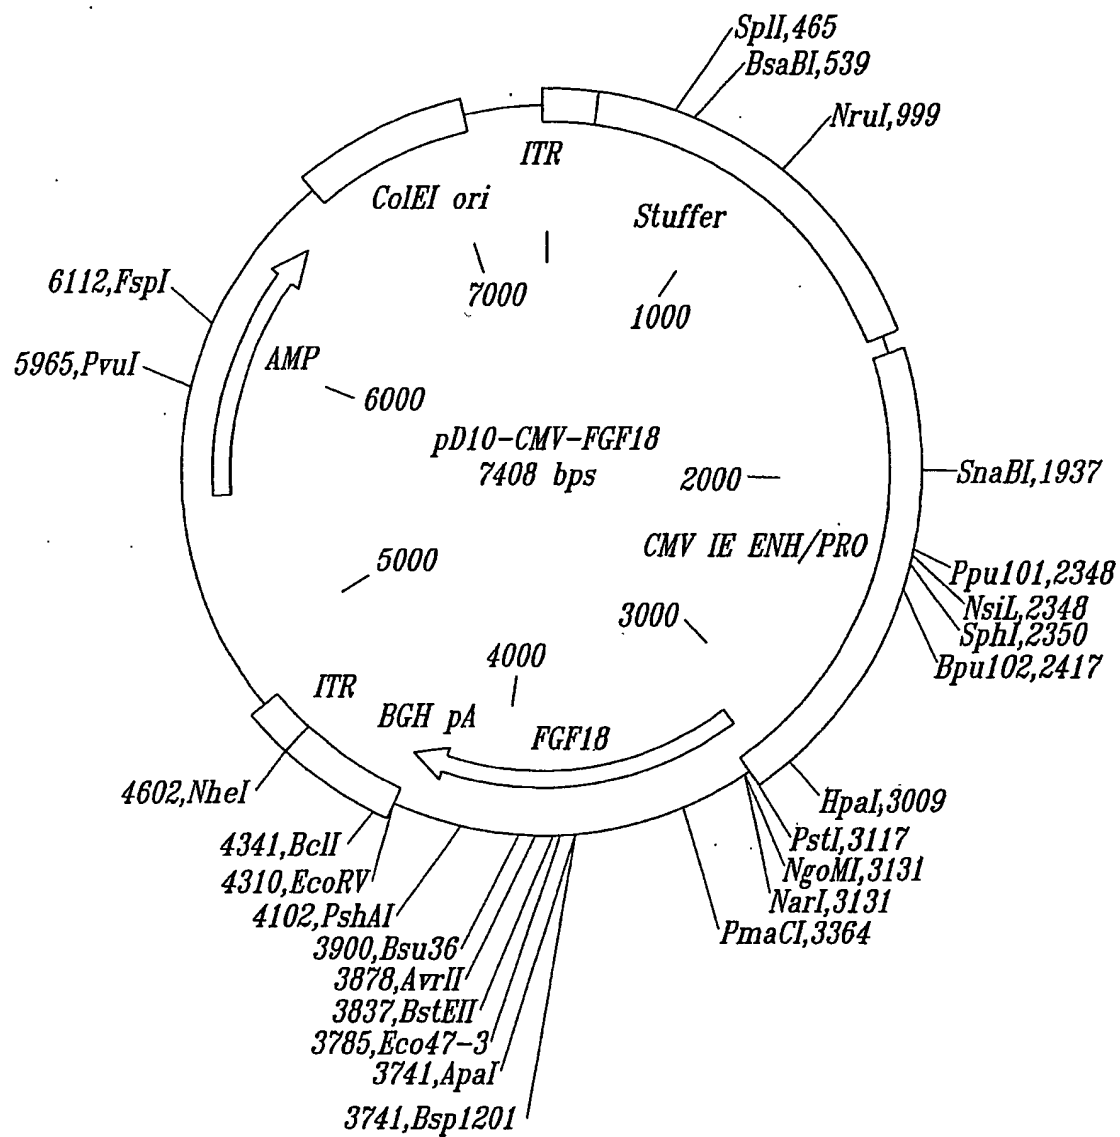 SplI,465
BsaBI,539
NruI,999
ITR
ColEI ori
Stuffer
7000
1000
6112,FspI
5965,PvuI
AMP
6000
pD10-CMV-FGF18
7408 bps
2000
SnaBI,1937
CMV IE ENH/PRO
5000
Ppu101,2348
NsiL,2348
SphI,2350
Bpu102,2417
3000
4000
ITR
BGH pA
FGF18
4602,NheI
HpaI,3009
4341,BclI
PstI,3117
4310,EcoRV
NgoMI,3131
4102,PshAI
NarI,3131
3900,Bsu36
PmaCI,3364
3878,AvrII
3837,BstEII
3785,Eco47-3
3741,ApaI
3741,Bsp1201